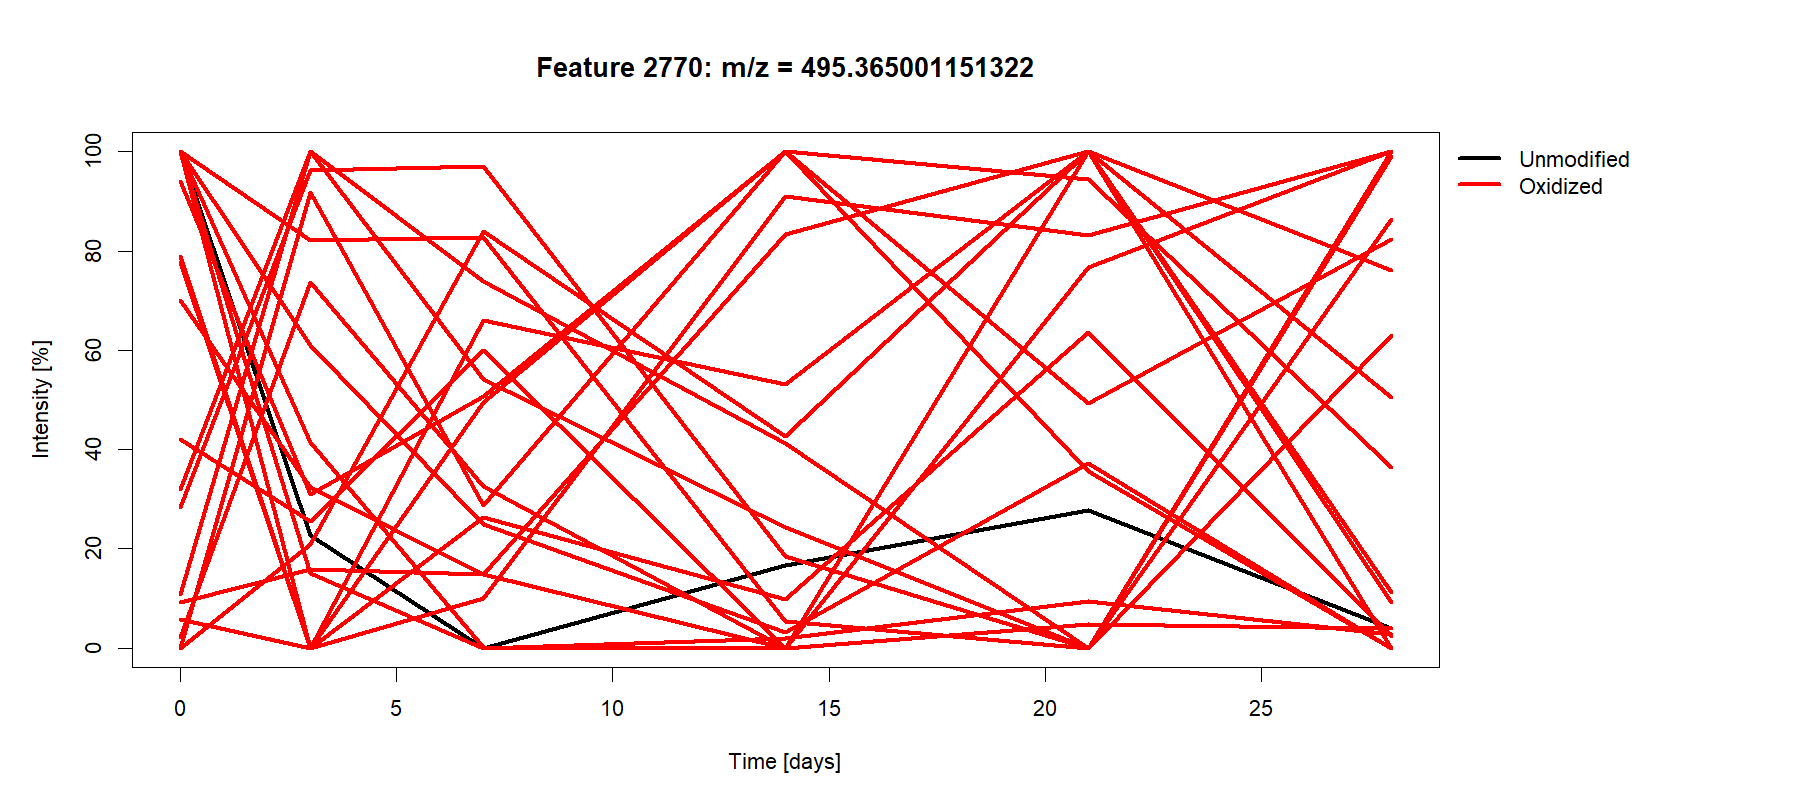 Feature 2770: m/z = 495.365001151322
Unmodified
Oxidized
Intensity [%]
100
80
60
40
20
0
0 5 10 15 20 25
Time [days]